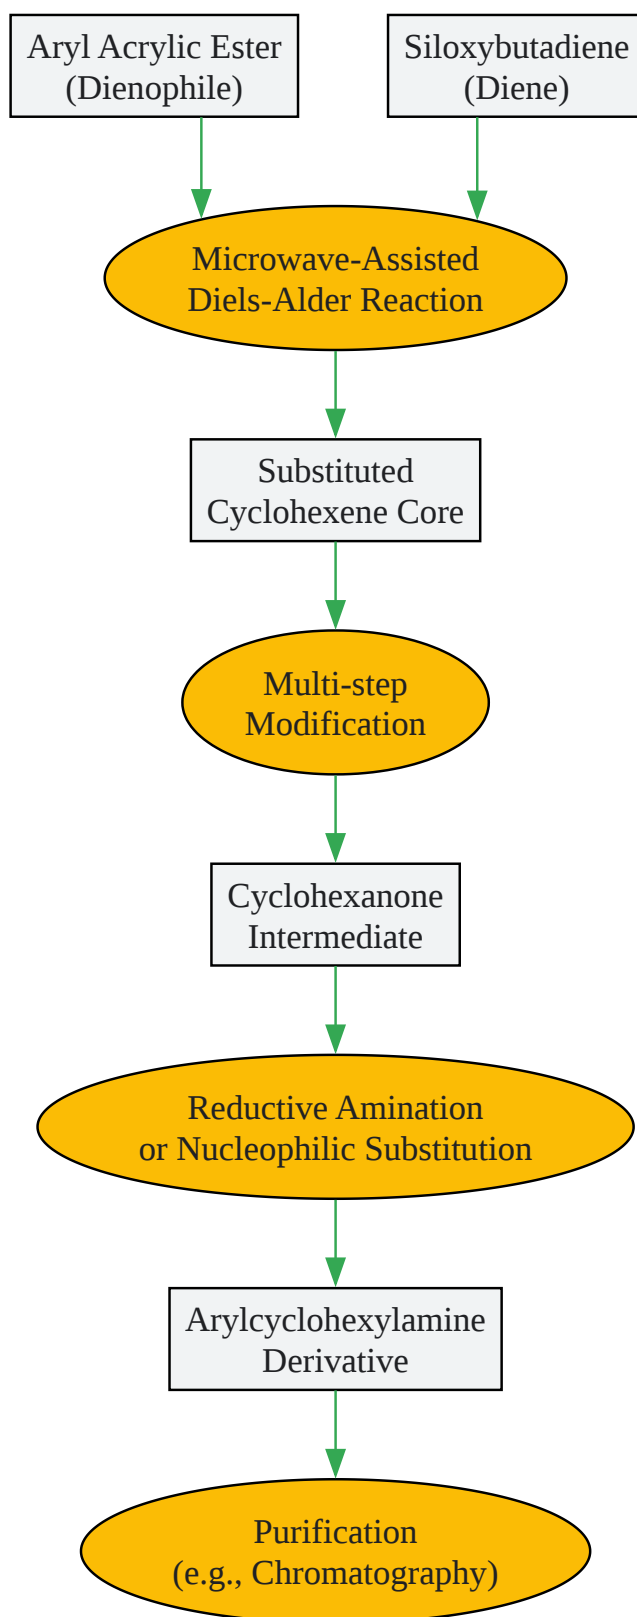 Aryl Acrylic Ester
(Dienophile)
Siloxybutadiene
(Diene)
Microwave-Assisted
Diels-Alder Reaction
Substituted
Cyclohexene Core
Multi-step
Modification
Cyclohexanone
Intermediate
Reductive Amination
or Nucleophilic Substitution
Arylcyclohexylamine
Derivative
Purification
(e.g., Chromatography)